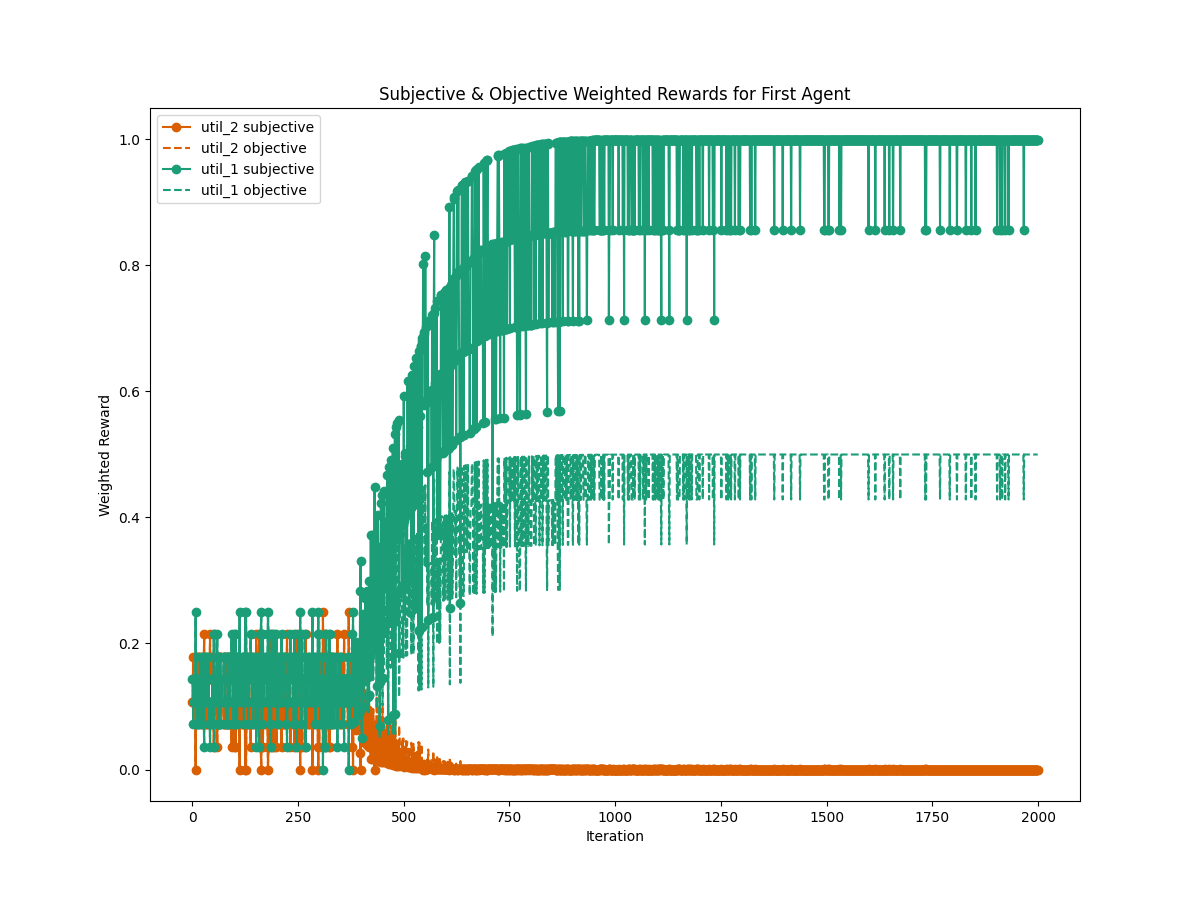 Subjective & Objective Weighted Rewards for First Agent
util_2 subjective
util_2 objective
util_1 subjective
util_1 objective
Weighted Reward
1.0
0.8
0.6
0.4
0.2
0.0
0 250 500 750 1000 1250 1500 1750 2000
Iteration